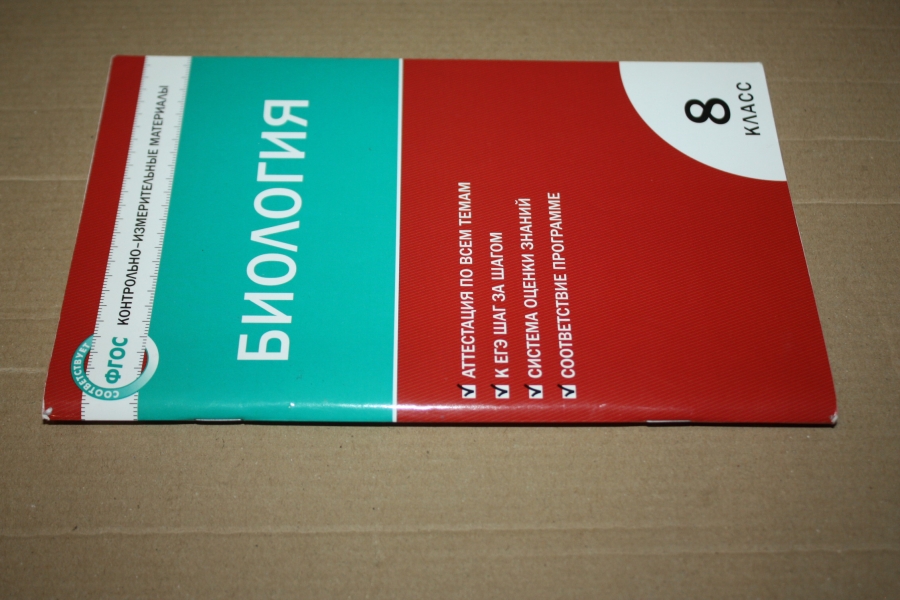 СООТВЕТСТВУЕТ
ФГОС
КОНТРОЛЬНО-ИЗМЕРИТЕЛЬНЫЕ МАТЕРИАЛЫ
БИОЛОГИЯ
АТТЕСТАЦИЯ ПО ВСЕМ ТЕМАМ
К ЕГЭ ШАГ ЗА ШАГОМ
СИСТЕМА ОЦЕНКИ ЗНАНИЙ
СООТВЕТСТВИЕ ПРОГРАММЕ
8
КЛАСС